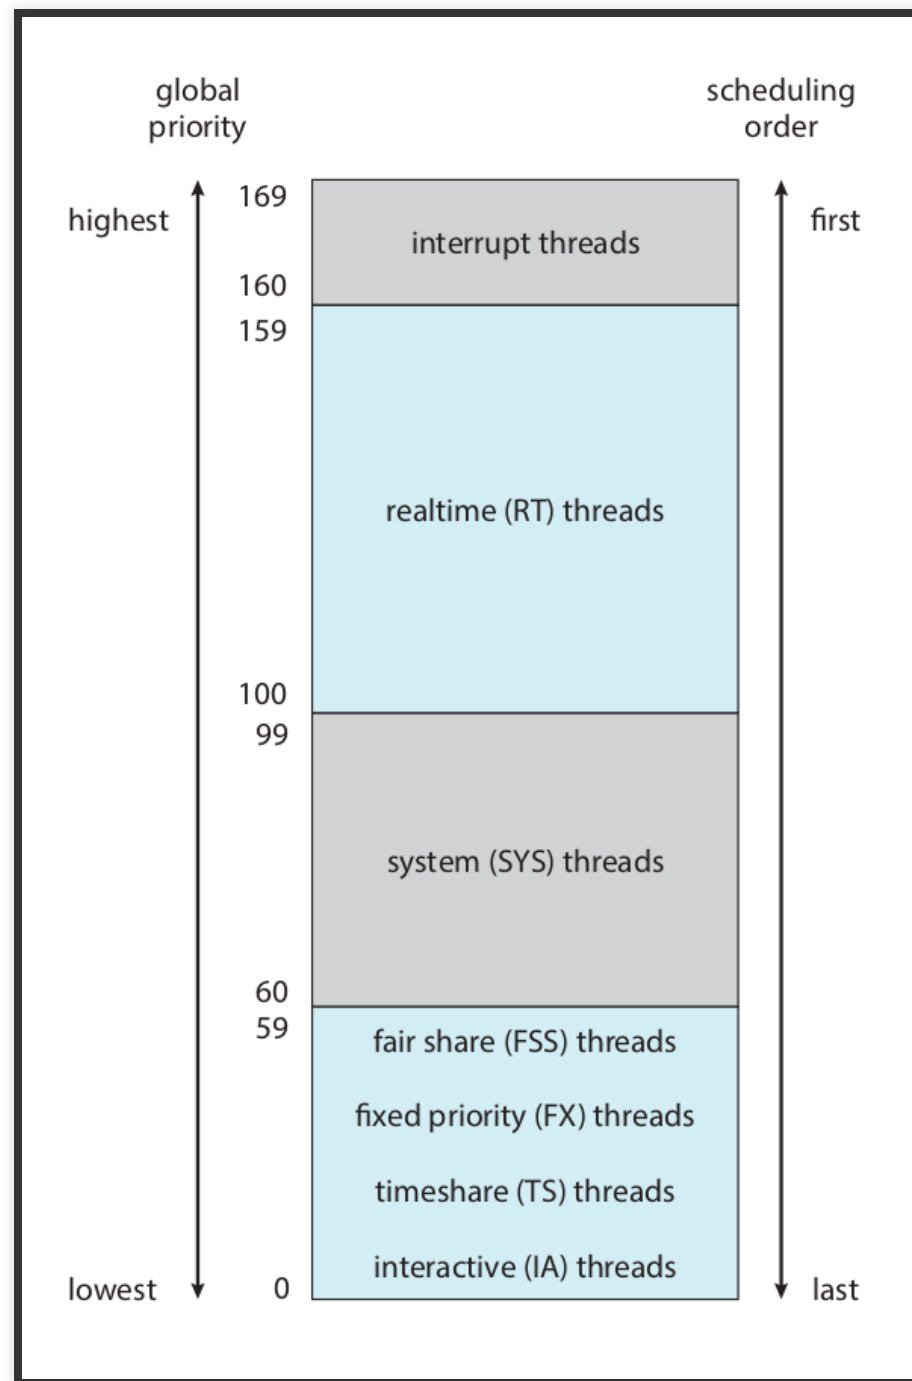 global
priority
scheduling
order
highest
169
first
interrupt threads
160
159
realtime (RT) threads
100
99
system (SYS) threads
60
59
fair share (FSS) threads
fixed priority (FX) threads
timeshare (TS) threads
interactive (IA) threads
lowest
0
last